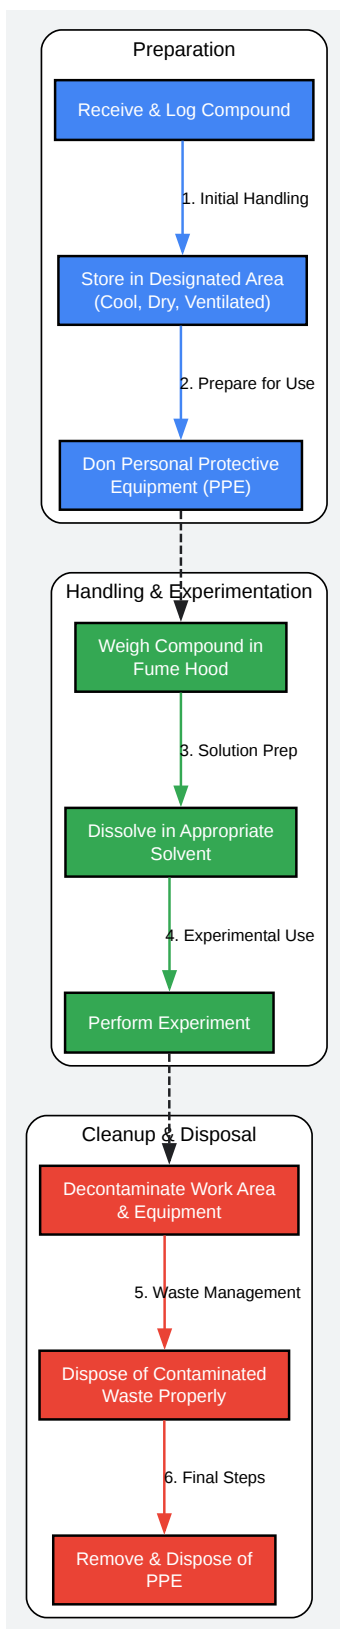 Preparation
Receive & Log Compound
1. Initial Handling
Store in Designated Area
(Cool, Dry, Ventilated)
2. Prepare for Use
Don Personal Protective
Equipment (PPE)
Handling & Experimentation
Weigh Compound in
Fume Hood
3. Solution Prep
Dissolve in Appropriate
Solvent
4. Experimental Use
Perform Experiment
Cleanup & Disposal
Decontaminate Work Area
& Equipment
5. Waste Management
Dispose of Contaminated
Waste Properly
6. Final Steps
Remove & Dispose of
PPE